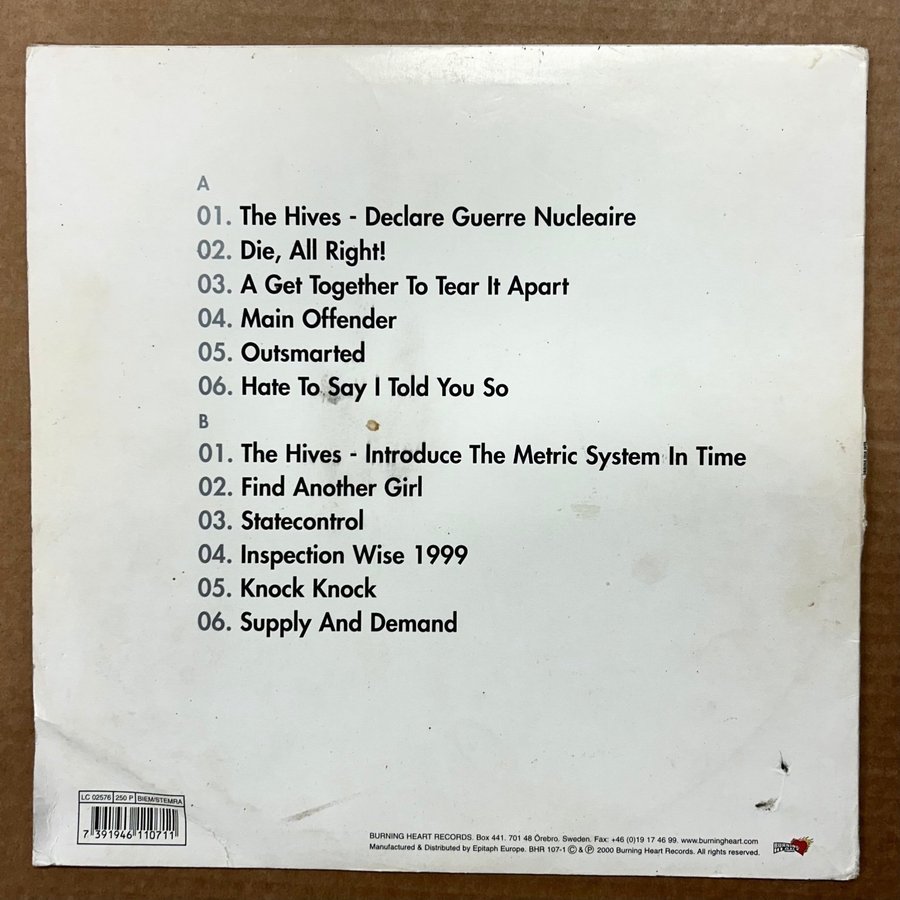 A
01. The Hives - Declare Guerre Nucleaire
02. Die, All Right!
03. A Get Together To Tear It Apart
04. Main Offender
05. Outsmarted
06. Hate To Say I Told You So
B
01. The Hives - Introduce The Metric System In Time
02. Find Another Girl
03. Statecontrol
04. Inspection Wise 1999
05. Knock Knock
06. Supply And Demand
LC 02576 250 P BIEM/STEMRA
7 391946 110711
BURNING HEART RECORDS. Box 441. 701 48 Örebro. Sweden. Fax: +46 (0)19 17 46 99. www.burningheart.com
Manufactured & Distributed by Epitaph Europe. BHR 107-1 © & ℗ 2000 Burning Heart Records. All rights reserved.
BURNING
HEART